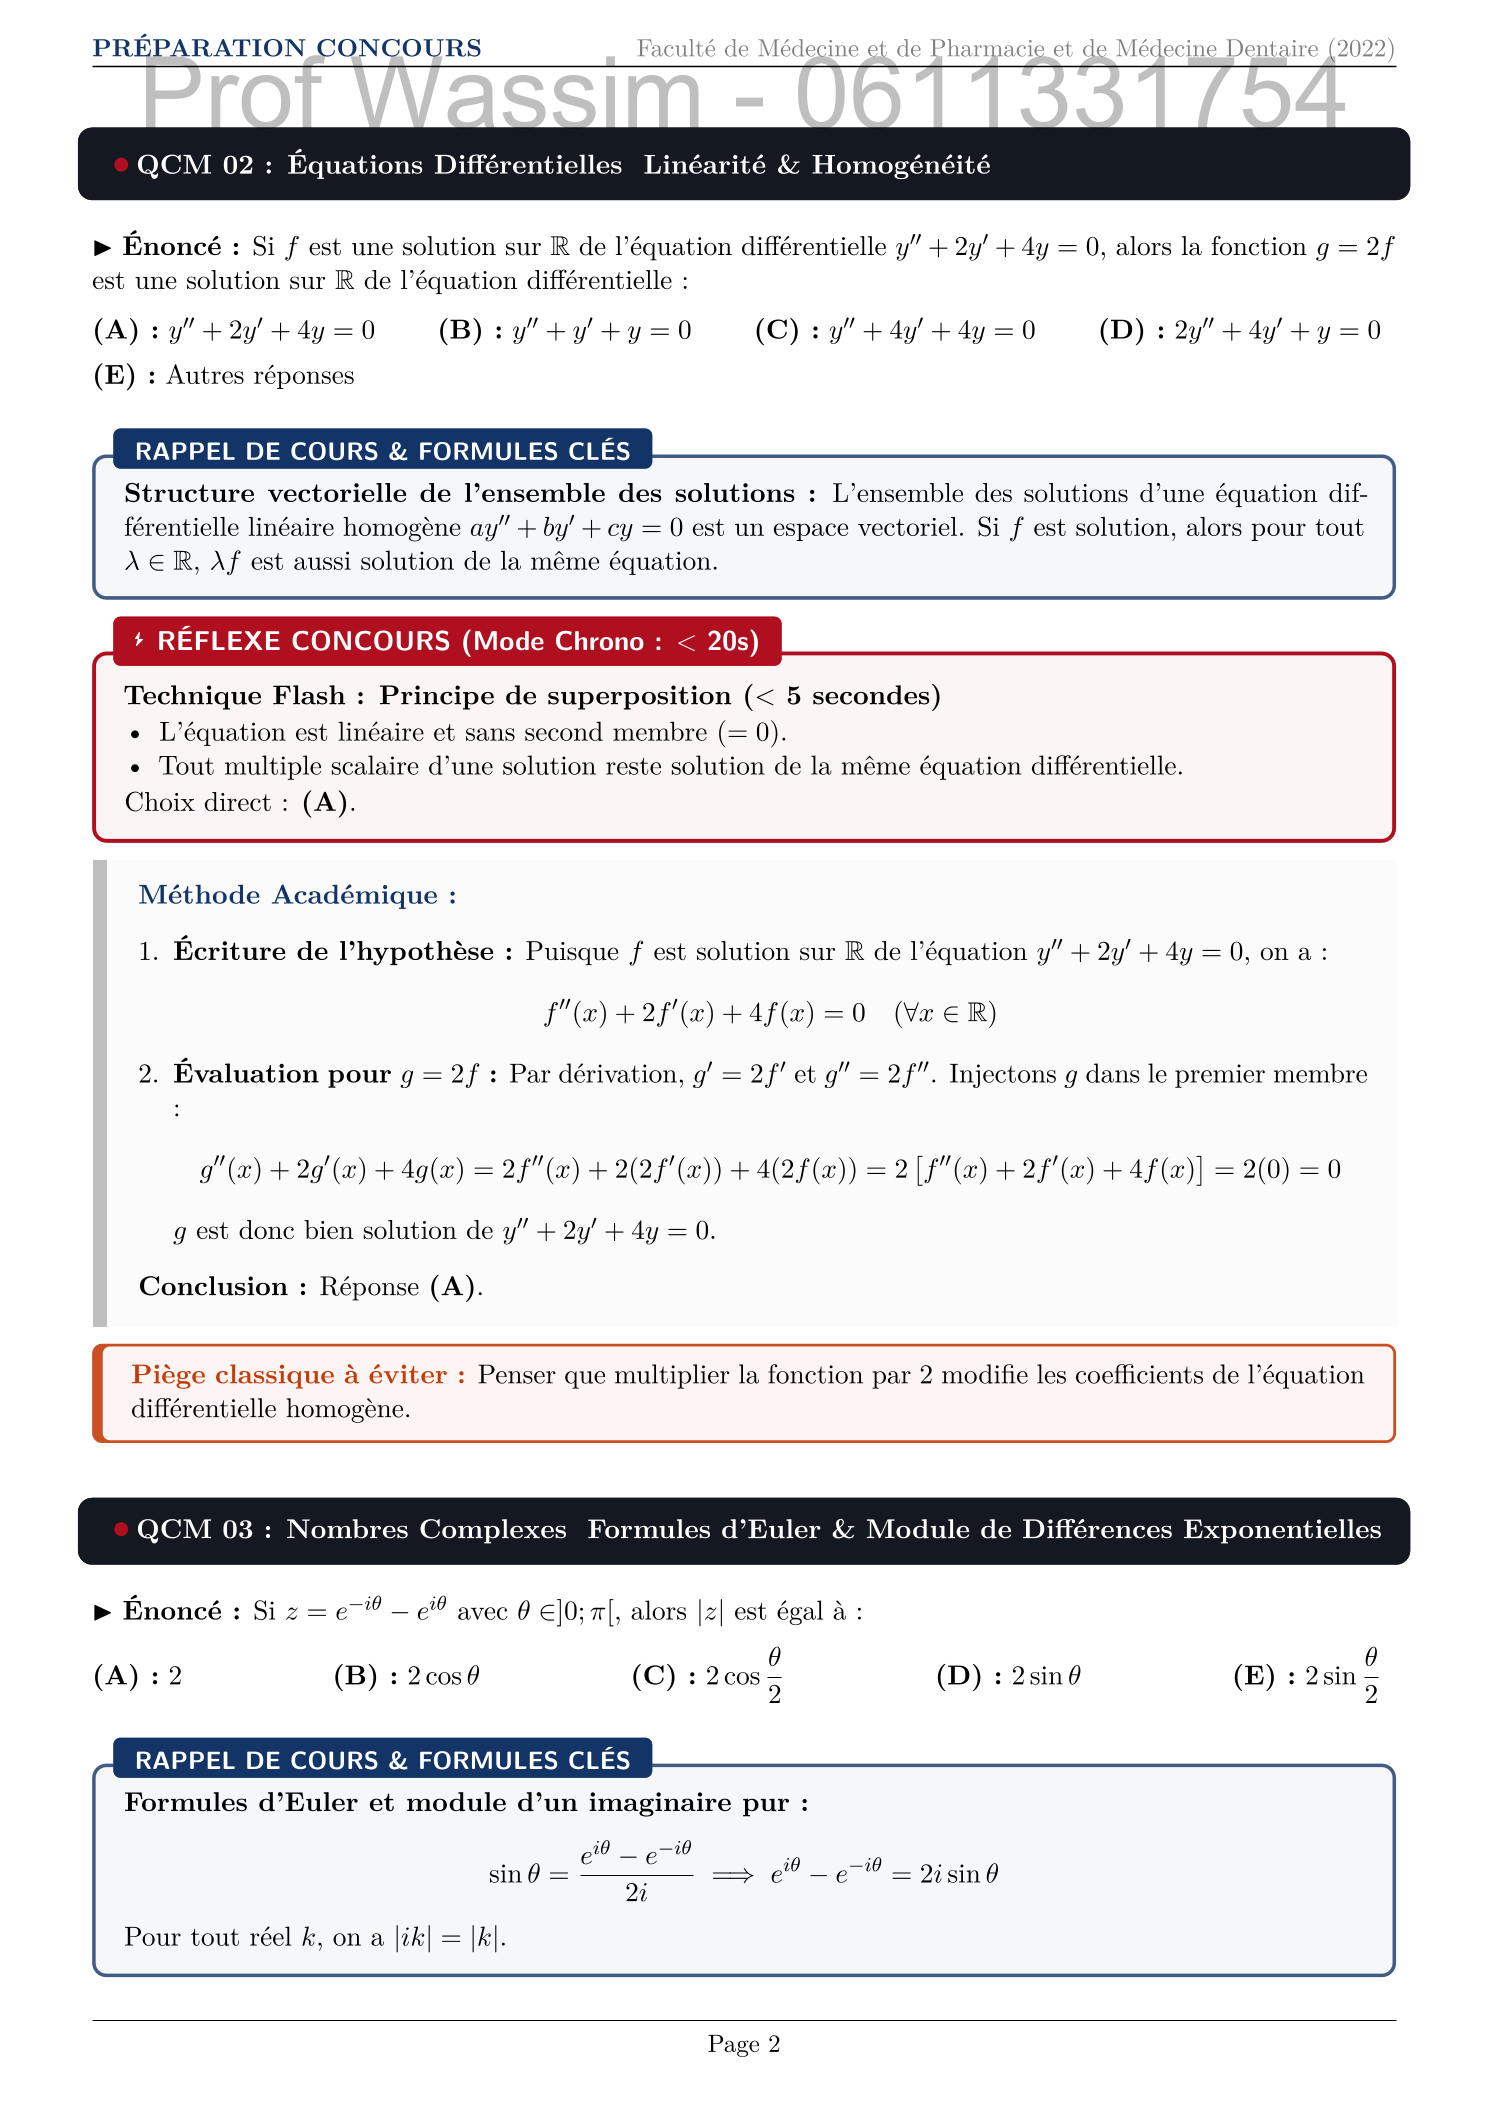 PRÉPARATION CONCOURS Faculté de Médecine et de Pharmacie et de Médecine Dentaire (2022)
Prof Wassim - 0611331754
● QCM 02 : Équations Différentielles Linéarité & Homogénéité
▶ Énoncé : Si f est une solution sur ℝ de l'équation différentielle y″ + 2y′ + 4y = 0, alors la fonction g = 2f
est une solution sur ℝ de l'équation différentielle :
(A) : y″ + 2y′ + 4y = 0 (B) : y″ + y′ + y = 0 (C) : y″ + 4y′ + 4y = 0 (D) : 2y″ + 4y′ + y = 0
(E) : Autres réponses
RAPPEL DE COURS & FORMULES CLÉS
Structure vectorielle de l'ensemble des solutions : L'ensemble des solutions d'une équation dif-
férentielle linéaire homogène ay″ + by′ + cy = 0 est un espace vectoriel. Si f est solution, alors pour tout
λ ∈ ℝ, λf est aussi solution de la même équation.
RÉFLEXE CONCOURS (Mode Chrono : < 20s)
Technique Flash : Principe de superposition (< 5 secondes)
• L'équation est linéaire et sans second membre (= 0).
• Tout multiple scalaire d'une solution reste solution de la même équation différentielle.
Choix direct : (A).
Méthode Académique :
1. Écriture de l'hypothèse : Puisque f est solution sur ℝ de l'équation y″ + 2y′ + 4y = 0, on a :
f″(x) + 2f′(x) + 4f(x) = 0 (∀x ∈ ℝ)
2. Évaluation pour g = 2f : Par dérivation, g′ = 2f′ et g″ = 2f″. Injectons g dans le premier membre
:
g″(x) + 2g′(x) + 4g(x) = 2f″(x) + 2(2f′(x)) + 4(2f(x)) = 2 [f″(x) + 2f′(x) + 4f(x)] = 2(0) = 0
g est donc bien solution de y″ + 2y′ + 4y = 0.
Conclusion : Réponse (A).
Piège classique à éviter : Penser que multiplier la fonction par 2 modifie les coefficients de l'équation
différentielle homogène.
● QCM 03 : Nombres Complexes Formules d'Euler & Module de Différences Exponentielles
▶ Énoncé : Si z = e^{−iθ} − e^{iθ} avec θ ∈]0; π[, alors |z| est égal à :
(A) : 2 (B) : 2 cos θ (C) : 2 cos θ/2 (D) : 2 sin θ (E) : 2 sin θ/2
RAPPEL DE COURS & FORMULES CLÉS
Formules d'Euler et module d'un imaginaire pur :
sin θ = (e^{iθ} − e^{−iθ})/2i ⟹ e^{iθ} − e^{−iθ} = 2i sin θ
Pour tout réel k, on a |ik| = |k|.
Page 2